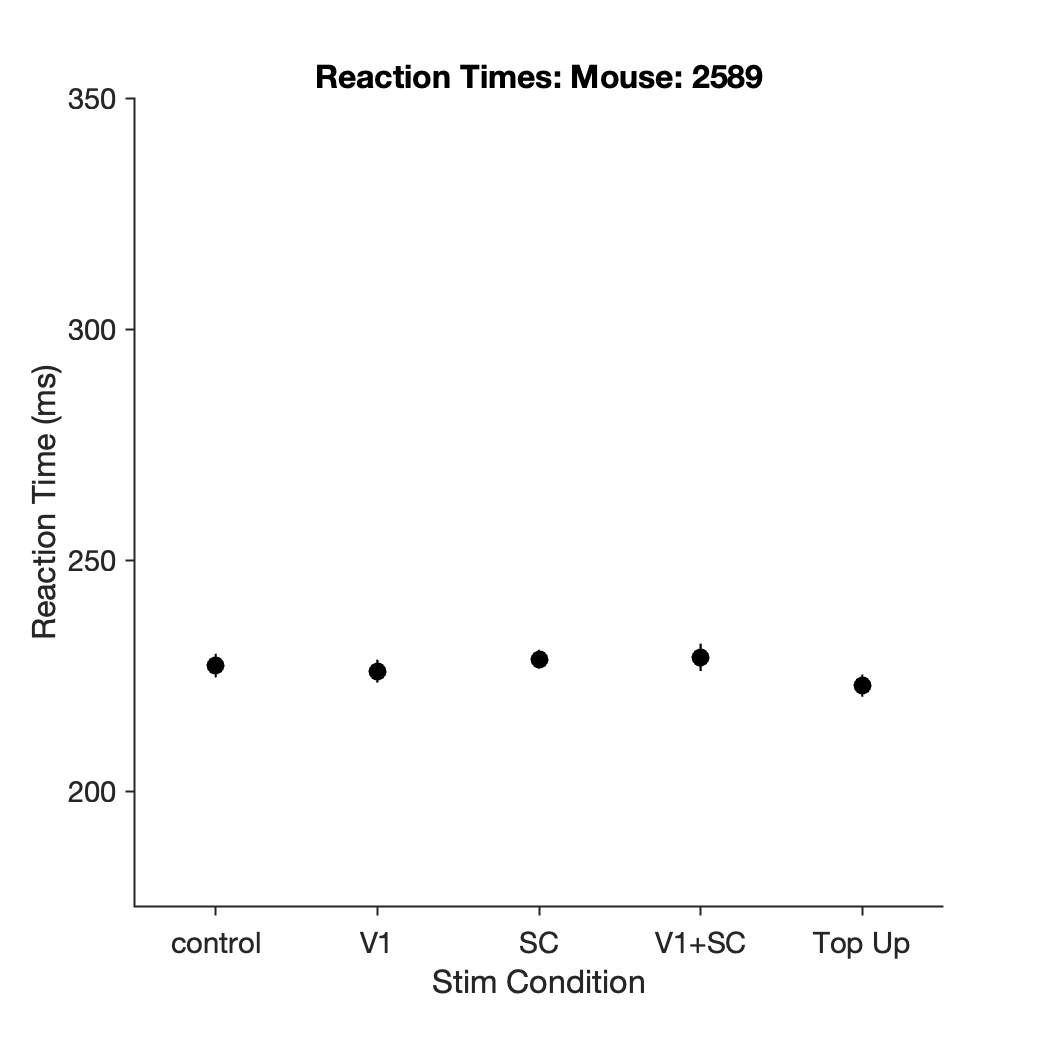 Reaction Times: Mouse: 2589
350
300
250
200
Reaction Time (ms)
control V1 SC V1+SC Top Up
Stim Condition